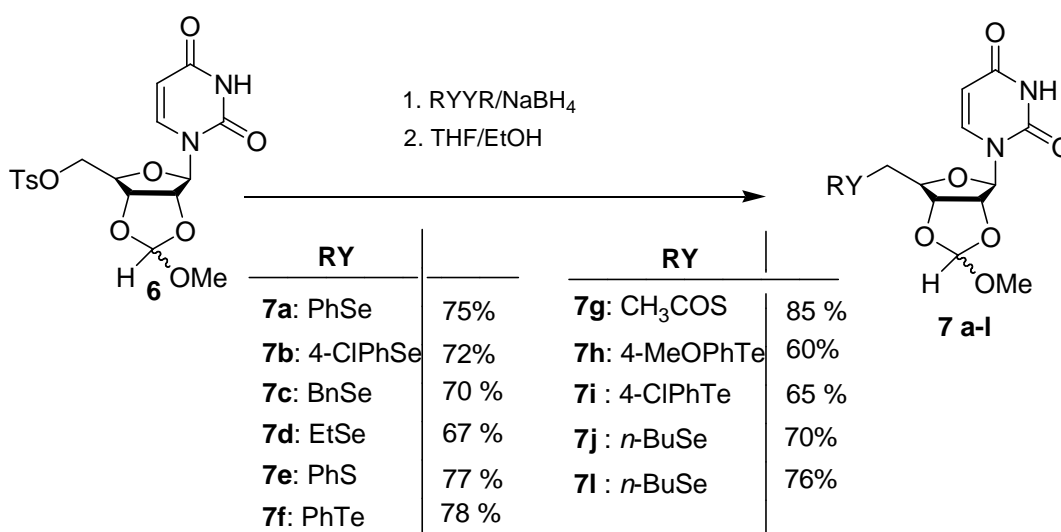 O
NH
N
O
1. RYYR/NaBH4
2. THF/EtOH
TsO
O
O O
H OMe
6
O
NH
N
O
RY
O
O O
H OMe
7 a-l
RY
7a: PhSe 75%
7b: 4-ClPhSe 72%
7c: BnSe 70 %
7d: EtSe 67 %
7e: PhS 77 %
7f: PhTe 78 %
RY
7g: CH3COS 85 %
7h: 4-MeOPhTe 60%
7i : 4-ClPhTe 65 %
7j : n-BuSe 70%
7l : n-BuSe 76%